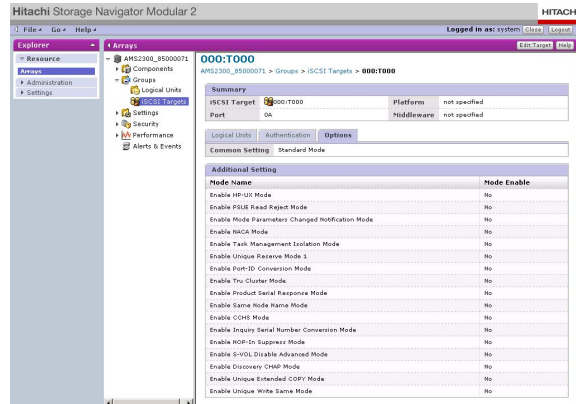 Hitachi Storage Navigator Modular 2
HITACH
File Go Help
Logged in as: system Close Logout
Explorer
Resource
Arrays
Administration
Settings
Arrays
AMS2300_85000071
Components
Groups
Logical Units
iSCSI Targets
Settings
Security
Performance
Alerts & Events
Edit Target Help
000:T000
AMS2300_85000071 > Groups > iSCSI Targets > 000:T000
Summary
iSCSI Target 000:T000 Platform not specified
Port 0A Middleware not specified
Logical Units Authentication Options
Common Setting Standard Mode
Additional Setting
Mode Name Mode Enable
Enable HP-UX Mode No
Enable PSUE Read Reject Mode No
Enable Mode Parameters Changed Notification Mode No
Enable NACA Mode No
Enable Task Management Isolation Mode No
Enable Unique Reserve Mode 1 No
Enable Port-ID Conversion Mode No
Enable Tru Cluster Mode No
Enable Product Serial Response Mode No
Enable Same Node Name Mode No
Enable CCHS Mode No
Enable Inquiry Serial Number Conversion Mode No
Enable NOP-In Suppress Mode No
Enable S-VOL Disable Advanced Mode No
Enable Discovery CHAP Mode No
Enable Unique Extended COPY Mode No
Enable Unique Write Same Mode No